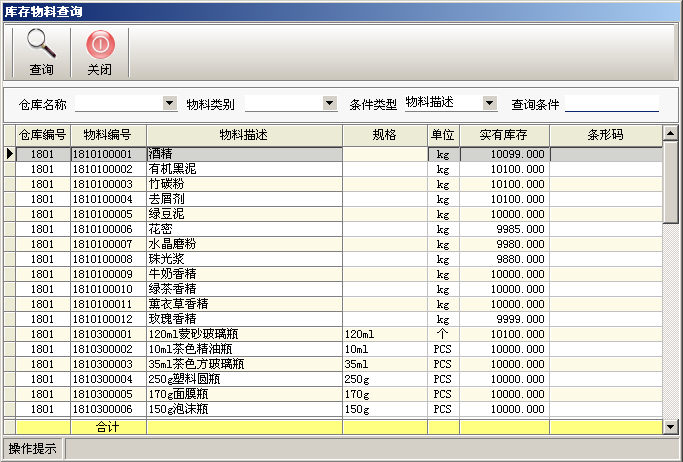 库存物料查询
查询 关闭
仓库名称 物料类别 条件类型 物料描述 查询条件
仓库编号 物料编号 物料描述 规格 单位 实有库存 条形码
1801 1810100001 酒精 kg 10099.000
1801 1810100002 有机黑泥 kg 10100.000
1801 1810100003 竹碳粉 kg 10100.000
1801 1810100004 去屑剂 kg 10100.000
1801 1810100005 绿豆泥 kg 10000.000
1801 1810100006 花密 kg 9985.000
1801 1810100007 水晶磨粉 kg 9980.000
1801 1810100008 珠光浆 kg 9880.000
1801 1810100009 牛奶香精 kg 10000.000
1801 1810100010 绿茶香精 kg 10000.000
1801 1810100011 薰衣草香精 kg 10000.000
1801 1810100012 玫瑰香精 kg 9999.000
1801 1810300001 120ml蒙砂玻璃瓶 120ml 个 10100.000
1801 1810300002 10ml茶色精油瓶 10ml PCS 10000.000
1801 1810300003 35ml茶色方玻璃瓶 35ml PCS 10000.000
1801 1810300004 250g塑料圆瓶 250g PCS 10000.000
1801 1810300005 170g面膜瓶 170g PCS 10000.000
1801 1810300006 150g泡沫瓶 150g PCS 10000.000
合计
操作提示